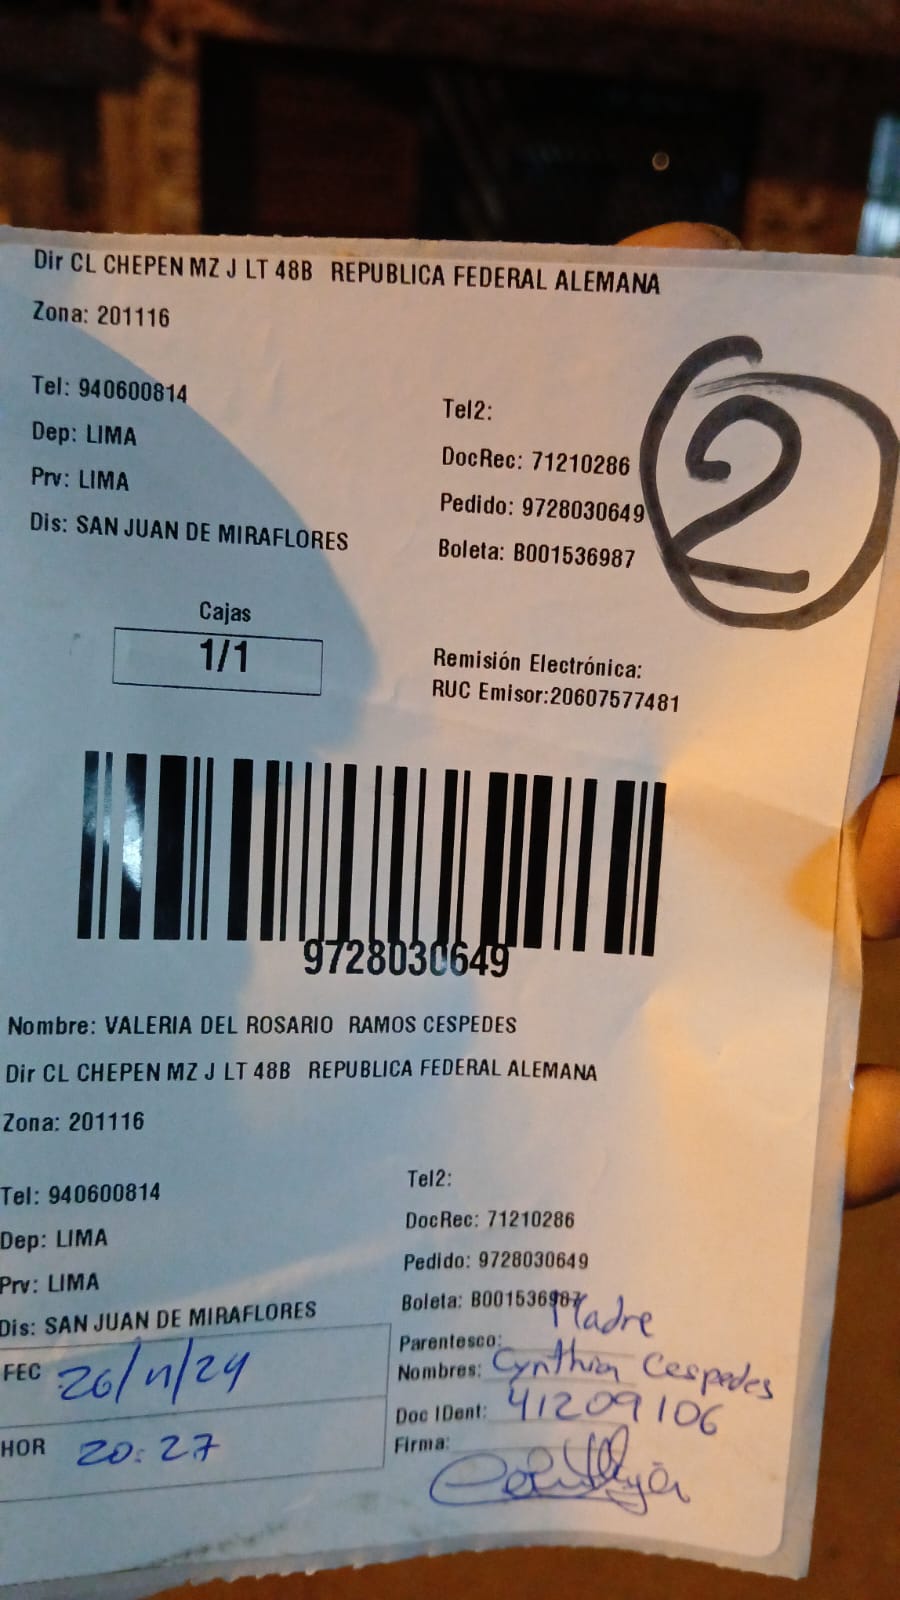 Dir CL CHEPEN MZ J LT 48B REPUBLICA FEDERAL ALEMANA
Zona: 201116
Tel: 940600814
Dep: LIMA
Prv: LIMA
Dis: SAN JUAN DE MIRAFLORES
Tel2:
DocRec: 71210286
Pedido: 9728030649
Boleta: B001536987
2
Cajas
1/1
Remisión Electrónica:
RUC Emisor:20607577481
9728030649
Nombre: VALERIA DEL ROSARIO RAMOS CESPEDES
Dir CL CHEPEN MZ J LT 48B REPUBLICA FEDERAL ALEMANA
Zona: 201116
Tel: 940600814
Dep: LIMA
Prv: LIMA
Dis: SAN JUAN DE MIRAFLORES
Tel2:
DocRec: 71210286
Pedido: 9728030649
Boleta: B001536987
FEC 26/11/24
HOR 20:27
Parentesco: Madre
Nombres: Cynthia Cespedes
Doc IDent: 41209106
Firma: